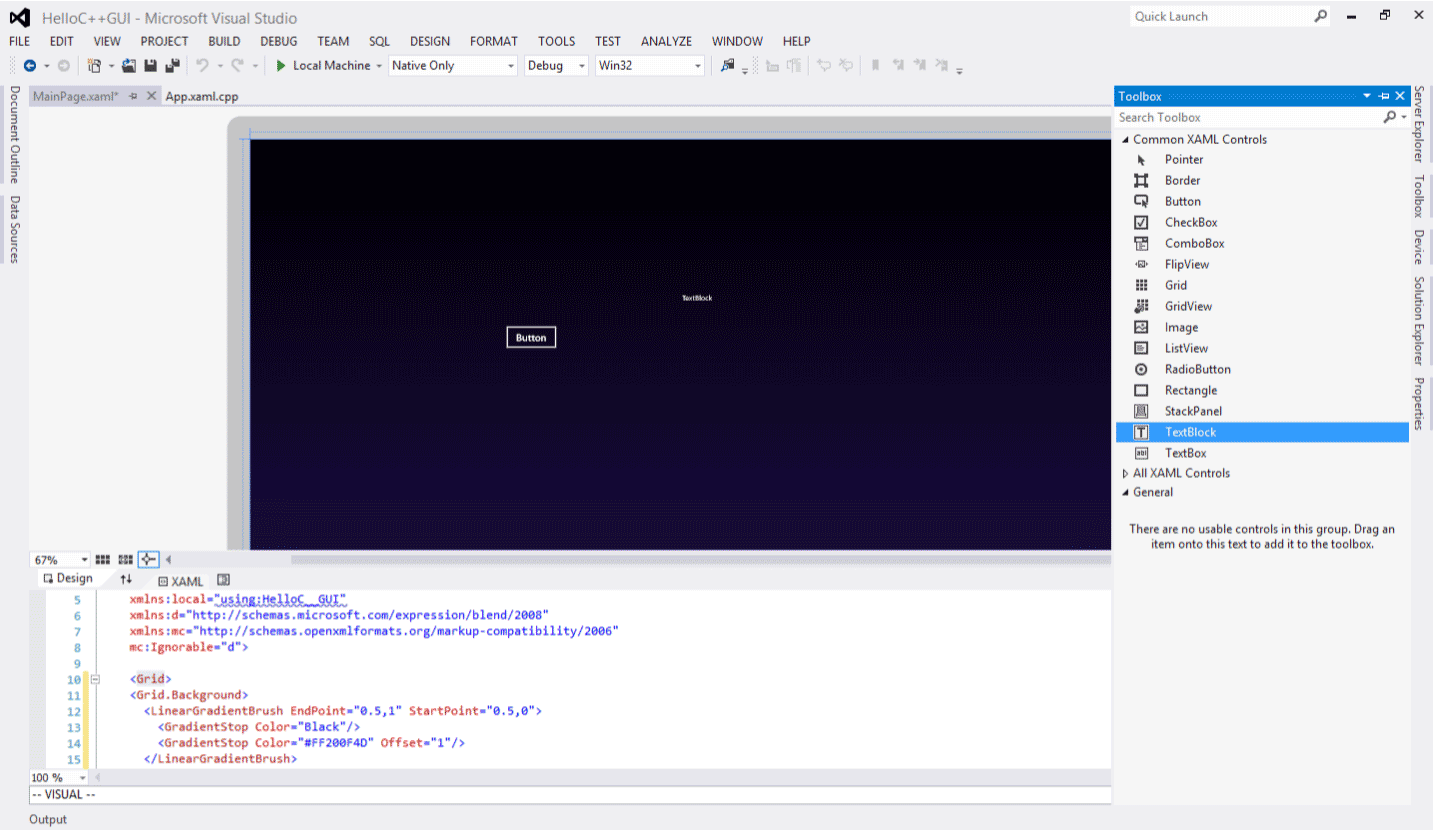 HelloC++GUI - Microsoft Visual Studio
Quick Launch
FILE EDIT VIEW PROJECT BUILD DEBUG TEAM SQL DESIGN FORMAT TOOLS TEST ANALYZE WINDOW HELP
Local Machine Native Only Debug Win32
Document Outline
Data Sources
MainPage.xaml* App.xaml.cpp
TextBlock
Button
67%
Design XAML
5 xmlns:local="using:HelloC__GUI"
6 xmlns:d="http://schemas.microsoft.com/expression/blend/2008"
7 xmlns:mc="http://schemas.openxmlformats.org/markup-compatibility/2006"
8 mc:Ignorable="d">
9
10 <Grid>
11 <Grid.Background>
12 <LinearGradientBrush EndPoint="0.5,1" StartPoint="0.5,0">
13 <GradientStop Color="Black"/>
14 <GradientStop Color="#FF200F4D" Offset="1"/>
15 </LinearGradientBrush>
100 %
-- VISUAL --
Output
Toolbox
Search Toolbox
Common XAML Controls
Pointer
Border
Button
CheckBox
ComboBox
FlipView
Grid
GridView
Image
ListView
RadioButton
Rectangle
StackPanel
TextBlock
TextBox
All XAML Controls
General
There are no usable controls in this group. Drag an
item onto this text to add it to the toolbox.
Server Explorer
Toolbox
Device
Solution Explorer
Properties